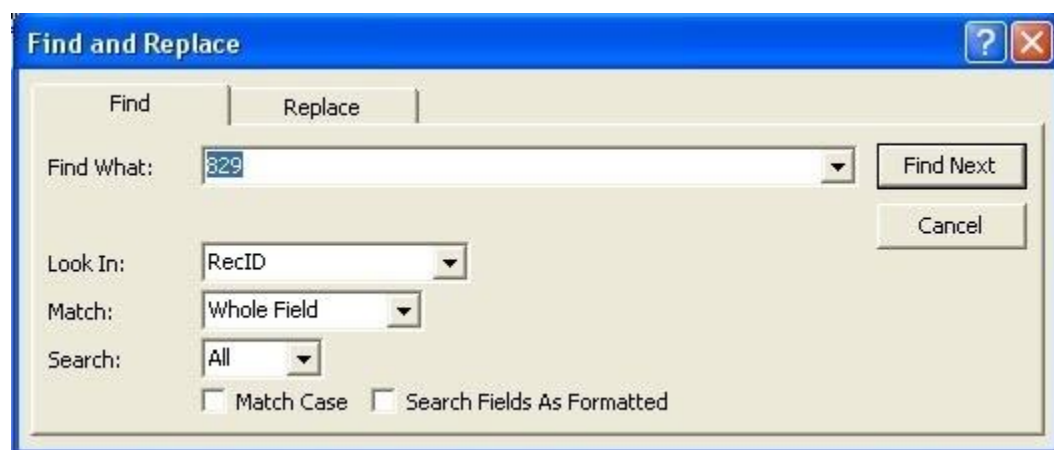 Find and Replace
Find Replace
Find What: 829 Find Next
Cancel
Look In: RecID
Match: Whole Field
Search: All
Match Case Search Fields As Formatted